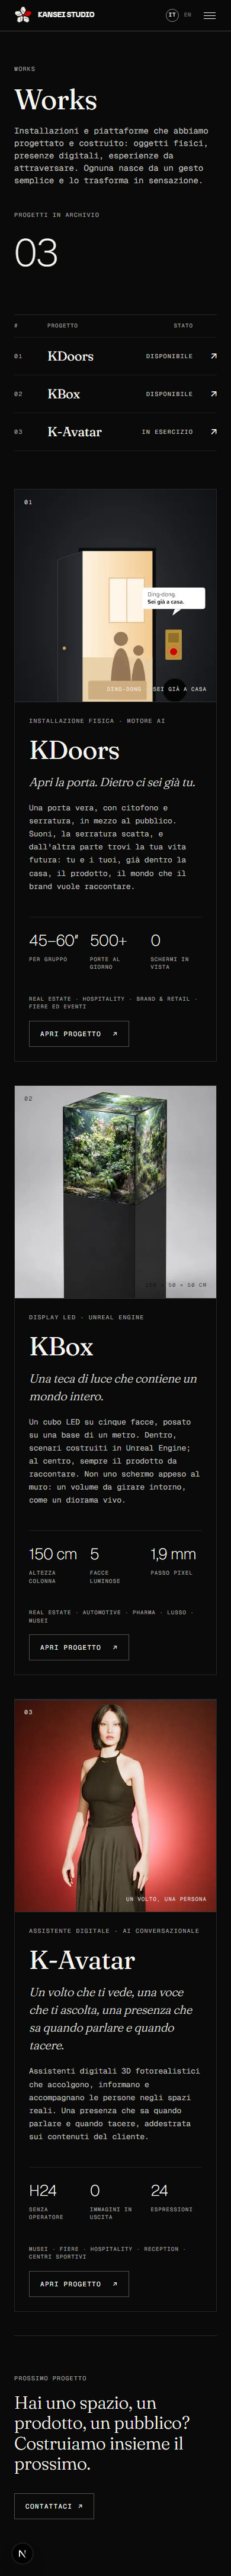 KANSEI STUDIO
IT EN
WORKS
Works
Installazioni e piattaforme che abbiamo
progettato e costruito: oggetti fisici,
presenze digitali, esperienze da
attraversare. Ognuna nasce da un gesto
semplice e lo trasforma in sensazione.
PROGETTI IN ARCHIVIO
03
# PROGETTO STATO
01 KDoors DISPONIBILE ↗
02 KBox DISPONIBILE ↗
03 K-Avatar IN ESERCIZIO ↗
01
Ding-dong.
Sei già a casa.
DING-DONG SEI GIÀ A CASA
INSTALLAZIONE FISICA · MOTORE AI
KDoors
Apri la porta. Dietro ci sei già tu.
Una porta vera, con citofono e
serratura, in mezzo al pubblico.
Suoni, la serratura scatta, e
dall'altra parte trovi la tua vita
futura: tu e i tuoi, già dentro la
casa, il prodotto, il mondo che il
brand vuole raccontare.
45–60″ 500+ 0
PER GRUPPO PORTE AL GIORNO SCHERMI IN VISTA
REAL ESTATE · HOSPITALITY · BRAND & RETAIL ·
FIERE ED EVENTI
APRI PROGETTO ↗
02
50 × 50 CM
DISPLAY LED · UNREAL ENGINE
KBox
Una teca di luce che contiene un
mondo intero.
Un cubo LED su cinque facce, posato
su una base di un metro. Dentro,
scenari costruiti in Unreal Engine;
al centro, sempre il prodotto da
raccontare. Non uno schermo appeso al
muro: un volume da girare intorno,
come un diorama vivo.
150 cm 5 1,9 mm
ALTEZZA COLONNA FACCE LUMINOSE PASSO PIXEL
REAL ESTATE · AUTOMOTIVE · PHARMA · LUSSO ·
MUSEI
APRI PROGETTO ↗
03
UN VOLTO, UNA PERSONA
ASSISTENTE DIGITALE · AI CONVERSAZIONALE
K-Avatar
Un volto che ti vede, una voce
che ti ascolta, una presenza che
sa quando parlare e quando
tacere.
Assistenti digitali 3D fotorealistici
che accolgono, informano e
accompagnano le persone negli spazi
reali. Una presenza che sa quando
parlare e quando tacere, addestrata
sui contenuti del cliente.
H24 0 24
SENZA OPERATORE IMMAGINI IN USCITA ESPRESSIONI
MUSEI · FIERE · HOSPITALITY · RECEPTION ·
CENTRI SPORTIVI
APRI PROGETTO ↗
PROSSIMO PROGETTO
Hai uno spazio, un
prodotto, un pubblico?
Costruiamo insieme il
prossimo.
CONTATTACI ↗
N